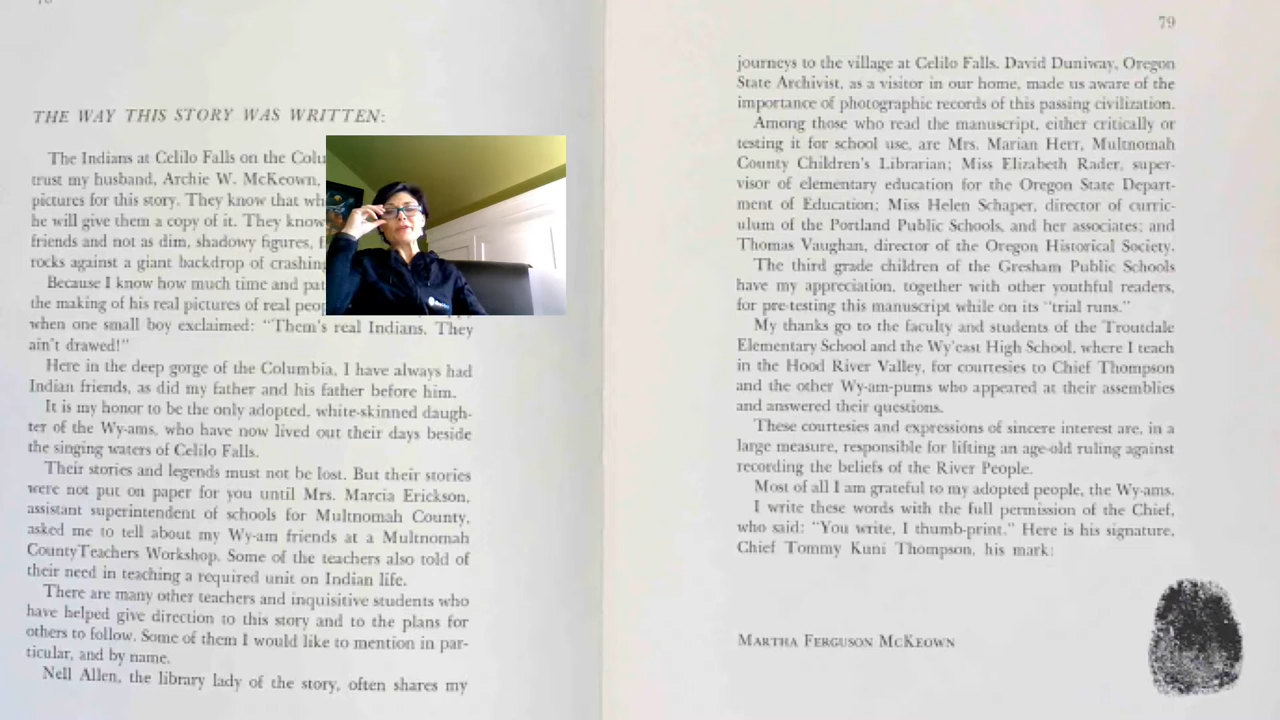 THE WAY THIS STORY WAS WRITTEN:
The Indians at Celilo Falls on the
trust my husband, Archie W. McKeown,
pictures for this story. They know that
he will give them a copy of it. They know
friends and not as dim, shadowy figures,
rocks against a giant backdrop of crashing
Because I know how much time and
the making of his real pictures of real
when one small boy exclaimed: "Them's real Indians. They
ain't drawed!"
Here in the deep gorge of the Columbia, I have always had
Indian friends, as did my father and his father before him.
It is my honor to be the only adopted, white-skinned daugh-
ter of the Wy-ams, who have now lived out their days beside
the singing waters of Celilo Falls.
Their stories and legends must not be lost. But their stories
were not put on paper for you until Mrs. Marcia Erickson,
assistant superintendent of schools for Multnomah County,
asked me to tell about my Wy-am friends at a Multnomah
CountyTeachers Workshop. Some of the teachers also told of
their need in teaching a required unit on Indian life.
There are many other teachers and inquisitive students who
have helped give direction to this story and to the plans for
others to follow. Some of them I would like to mention in par-
ticular, and by name.
Nell Allen, the library lady of the story, often shares my
79
journeys to the village at Celilo Falls. David Duniway, Oregon
State Archivist, as a visitor in our home, made us aware of the
importance of photographic records of this passing civilization.
Among those who read the manuscript, either critically or
testing it for school use, are Mrs. Marian Herr, Multnomah
County Children's Librarian; Miss Elizabeth Rader, super-
visor of elementary education for the Oregon State Depart-
ment of Education; Miss Helen Schaper, director of curric-
ulum of the Portland Public Schools, and her associates; and
Thomas Vaughan, director of the Oregon Historical Society.
The third grade children of the Gresham Public Schools
have my appreciation, together with other youthful readers,
for pre-testing this manuscript while on its "trial runs."
My thanks go to the faculty and students of the Troutdale
Elementary School and the Wy'east High School, where I teach
in the Hood River Valley, for courtesies to Chief Thompson
and the other Wy-am-pums who appeared at their assemblies
and answered their questions.
These courtesies and expressions of sincere interest are, in a
large measure, responsible for lifting an age-old ruling against
recording the beliefs of the River People.
Most of all I am grateful to my adopted people, the Wy-ams.
I write these words with the full permission of the Chief,
who said: "You write, I thumb-print." Here is his signature,
Chief Tommy Kuni Thompson, his mark:
MARTHA FERGUSON MCKEOWN